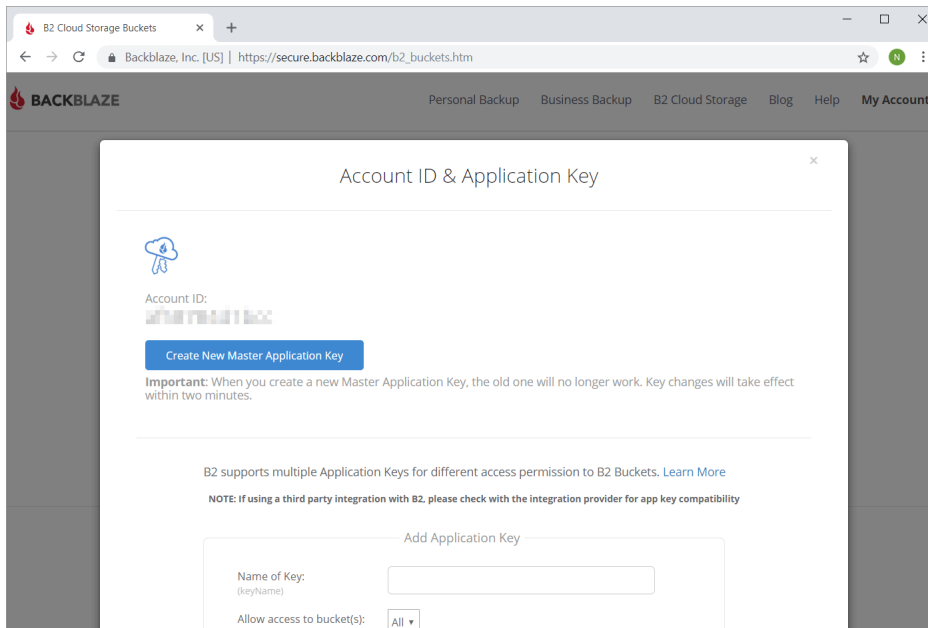 B2 Cloud Storage Buckets
Backblaze, Inc. [US] | https://secure.backblaze.com/b2_buckets.htm
N
BACKBLAZE Personal Backup Business Backup B2 Cloud Storage Blog Help My Account
Account ID & Application Key
Account ID:
Create New Master Application Key
Important: When you create a new Master Application Key, the old one will no longer work. Key changes will take effect
within two minutes.
B2 supports multiple Application Keys for different access permission to B2 Buckets. Learn More
NOTE: If using a third party integration with B2, please check with the integration provider for app key compatibility
Add Application Key
Name of Key:
(keyName)
Allow access to bucket(s): All